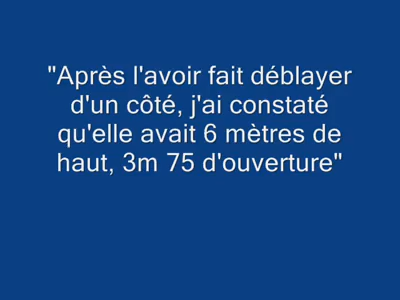 "Après l'avoir fait déblayer
d'un côté, j'ai constaté
qu'elle avait 6 mètres de
haut, 3m 75 d'ouverture"